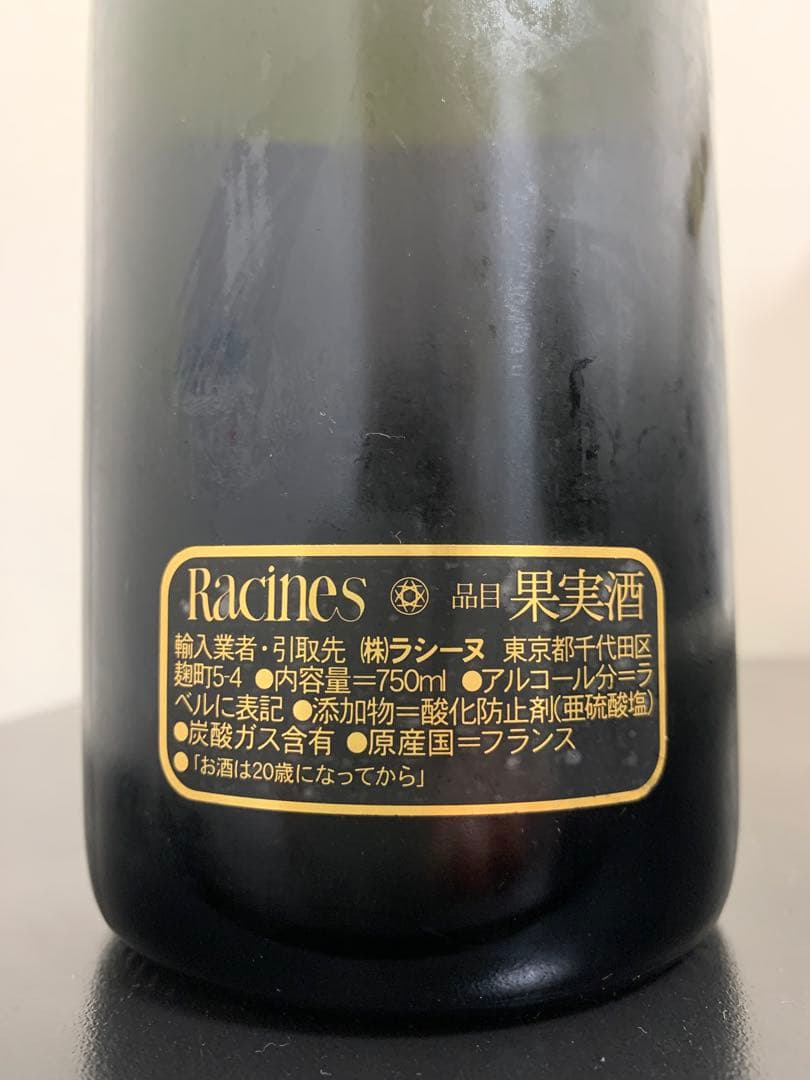 Racines 品目 果実酒
輸入業者・引取先 (株)ラシーヌ 東京都千代田区
麹町5-4 ●内容量=750ml ●アルコール分=ラ
ベルに表記 ●添加物=酸化防止剤(亜硫酸塩)
●炭酸ガス含有 ●原産国=フランス
●「お酒は20歳になってから」